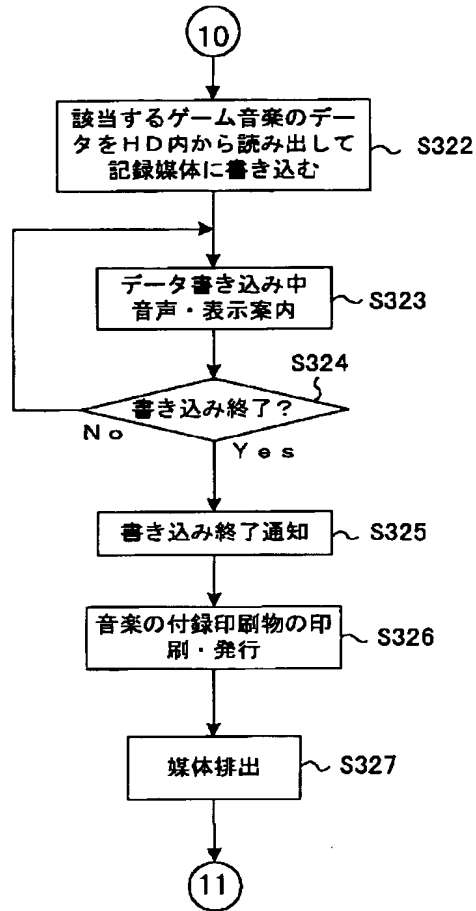 10
該当するゲーム音楽のデー
タをHD内から読み出して
記録媒体に書き込む
S322
データ書き込み中
音声・表示案内
S323
S324
書き込み終了?
No
Yes
書き込み終了通知
S325
音楽の付録印刷物の印
刷・発行
S326
媒体排出
S327
11